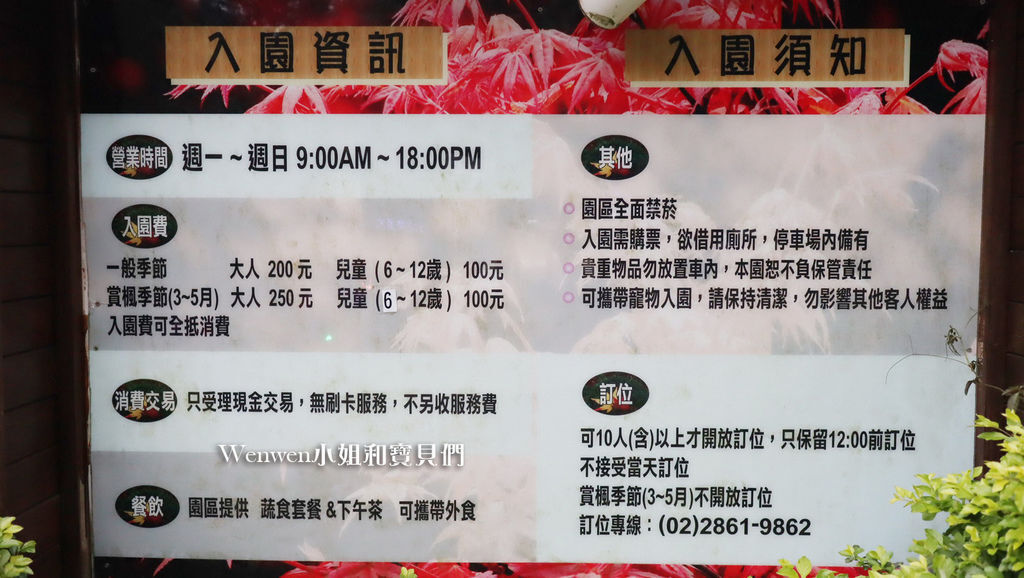 入園資訊
營業時間 週一～週日 9:00AM～18:00PM
入園費
一般季節 大人 200元 兒童 (6～12歲) 100元
賞楓季節(3~5月) 大人 250元 兒童 (6～12歲) 100元
入園費可全抵消費
消費交易 只受理現金交易，無刷卡服務，不另收服務費
Wenwen小姐和寶貝們
餐飲 園區提供 蔬食套餐&下午茶 可攜帶外食
入園須知
其他
園區全面禁菸
入園需購票，欲借用廁所，停車場內備有
貴重物品勿放置車內，本園恕不負保管責任
可攜帶寵物入園，請保持清潔，勿影響其他客人權益
訂位
可10人(含)以上才開放訂位，只保留12:00前訂位
不接受當天訂位
賞楓季節(3~5月)不開放訂位
訂位專線：(02)2861-9862